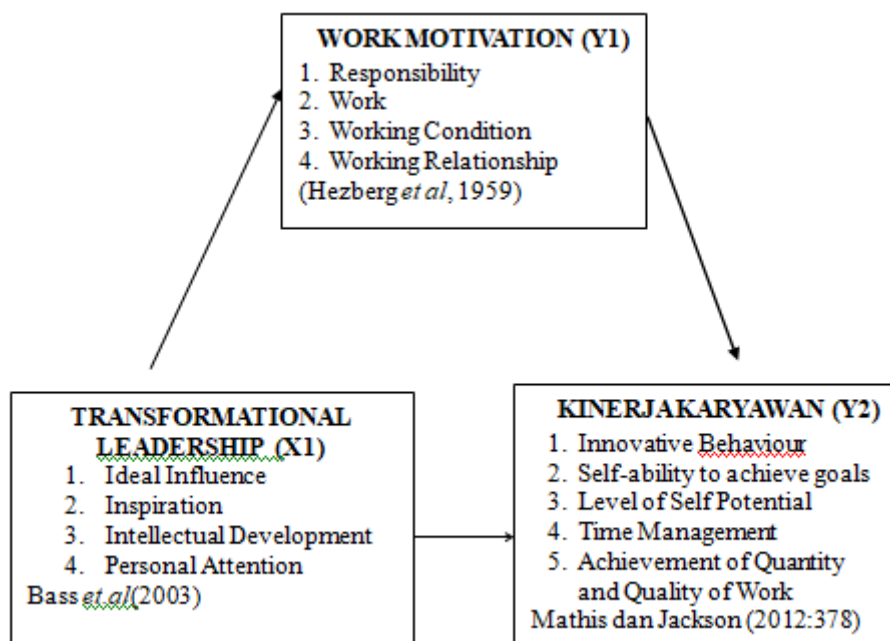 WORK MOTIVATION (Y1)
1. Responsibility
2. Work
3. Working Condition
4. Working Relationship
(Hezberg et al, 1959)
TRANSFORMATIONAL
LEADERSHIP (X1)
1. Ideal Influence
2. Inspiration
3. Intellectual Development
4. Personal Attention
Bass et al(2003)
KINERJA KARYAWAN (Y2)
1. Innovative Behaviour
2. Self-ability to achieve goals
3. Level of Self Potential
4. Time Management
5. Achievement of Quantity
and Quality of Work
Mathis dan Jackson (2012:378)